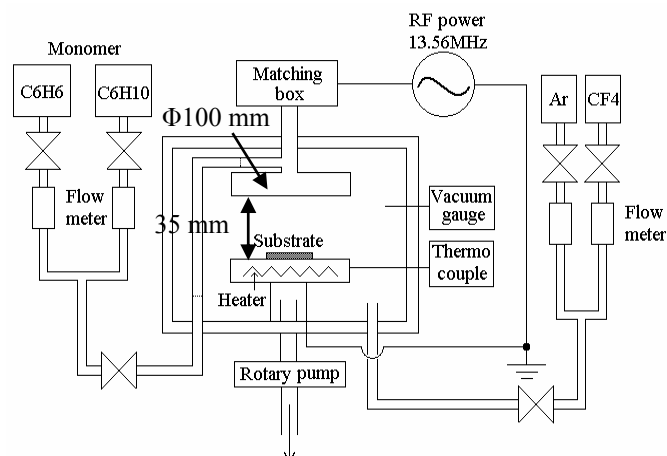 RF power
13.56MHz
Monomer
C6H6
C6H10
Matching
box
Ar
CF4
Φ100 mm
Flow
meter
35 mm
Vacuum
gauge
Flow
meter
Substrate
Thermo
couple
Heater
Rotary pump